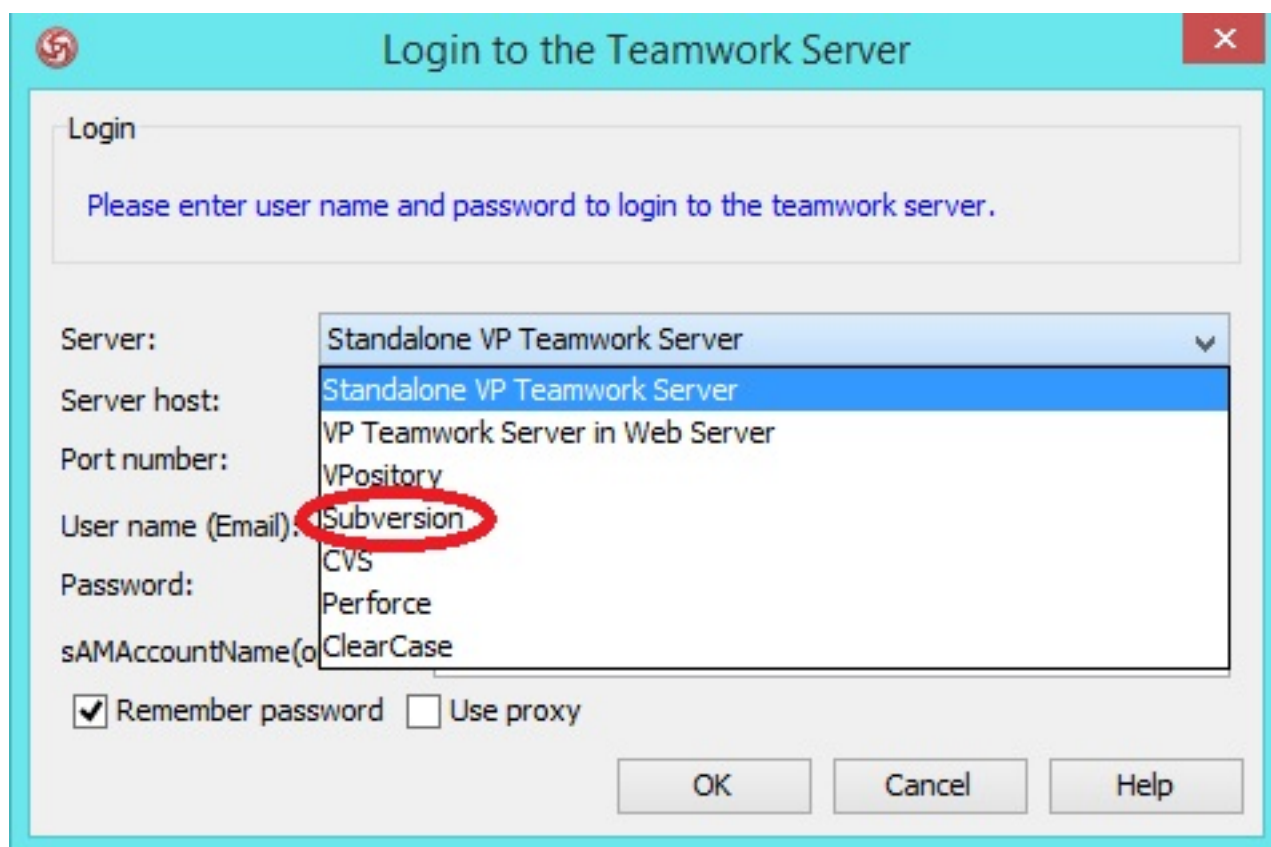 Login to the Teamwork Server
Login
Please enter user name and password to login to the teamwork server.
Server: Standalone VP Teamwork Server
Standalone VP Teamwork Server
Server host:
VP Teamwork Server in Web Server
Port number:
VPository
User name (Email): Subversion
CVS
Password:
Perforce
sAMAccountName(o ClearCase
Remember password Use proxy
OK Cancel Help